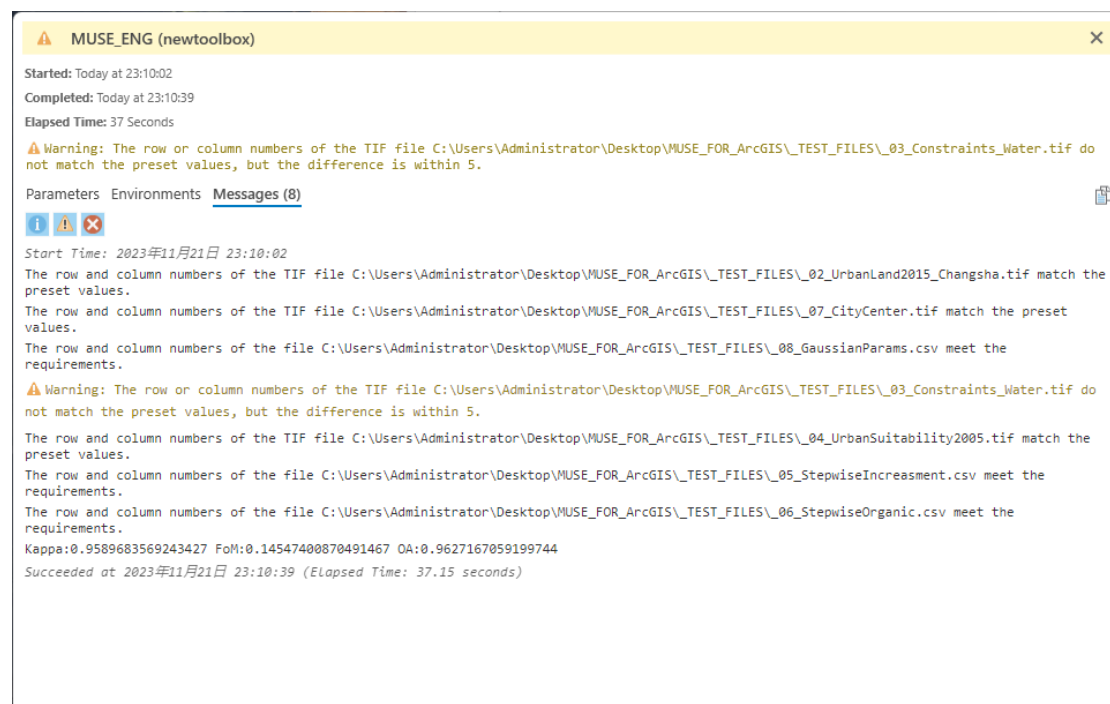 MUSE_ENG (newtoolbox)
Started: Today at 23:10:02
Completed: Today at 23:10:39
Elapsed Time: 37 Seconds
Warning: The row or column numbers of the TIF file C:\Users\Administrator\Desktop\MUSE_FOR_ArcGIS\_TEST_FILES\_03_Constraints_Water.tif do
not match the preset values, but the difference is within 5.
Parameters Environments Messages (8)
Start Time: 2023年11月21日 23:10:02
The row and column numbers of the TIF file C:\Users\Administrator\Desktop\MUSE_FOR_ArcGIS\_TEST_FILES\_02_UrbanLand2015_Changsha.tif match the
preset values.
The row and column numbers of the TIF file C:\Users\Administrator\Desktop\MUSE_FOR_ArcGIS\_TEST_FILES\_07_CityCenter.tif match the preset
values.
The row and column numbers of the file C:\Users\Administrator\Desktop\MUSE_FOR_ArcGIS\_TEST_FILES\_08_GaussianParams.csv meet the
requirements.
Warning: The row or column numbers of the TIF file C:\Users\Administrator\Desktop\MUSE_FOR_ArcGIS\_TEST_FILES\_03_Constraints_Water.tif do
not match the preset values, but the difference is within 5.
The row and column numbers of the TIF file C:\Users\Administrator\Desktop\MUSE_FOR_ArcGIS\_TEST_FILES\_04_UrbanSuitability2005.tif match the
preset values.
The row and column numbers of the file C:\Users\Administrator\Desktop\MUSE_FOR_ArcGIS\_TEST_FILES\_05_StepwiseIncreasment.csv meet the
requirements.
The row and column numbers of the file C:\Users\Administrator\Desktop\MUSE_FOR_ArcGIS\_TEST_FILES\_06_StepwiseOrganic.csv meet the
requirements.
Kappa:0.9589683569243427 FoM:0.14547400870491467 OA:0.9627167059199744
Succeeded at 2023年11月21日 23:10:39 (Elapsed Time: 37.15 seconds)